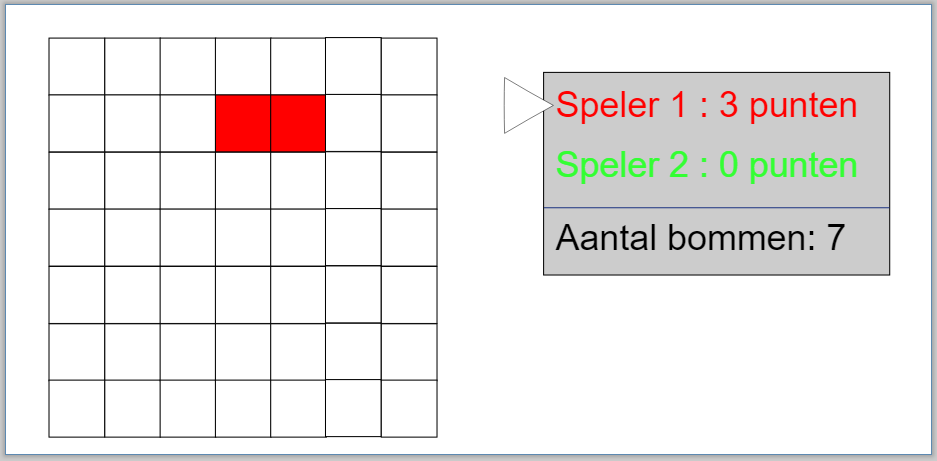 Speler 1 : 3 punten
Speler 2 : 0 punten
Aantal bommen: 7